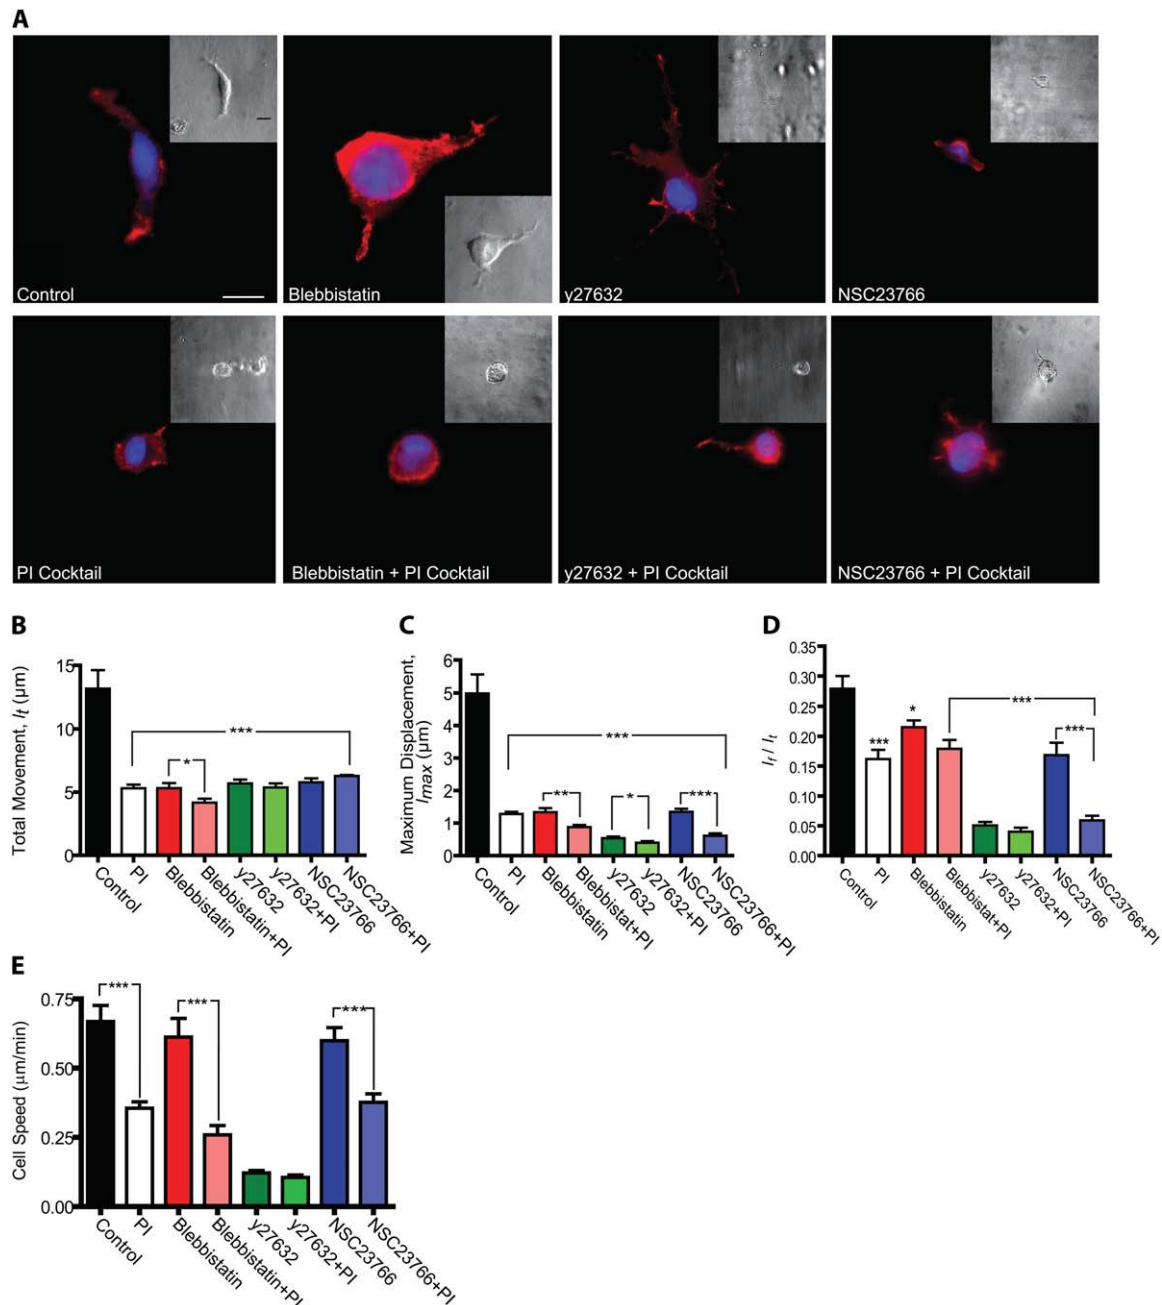 A
Control
Blebbistatin
y27632
NSC23766
PI Cocktail
Blebbistatin + PI Cocktail
y27632 + PI Cocktail
NSC23766 + PI Cocktail
B
Total Movement, lt (µm)
15
10
5
0
***
*
Control
PI
Blebbistatin
Blebbistatin+PI
y27632
y27632+PI
NSC23766
NSC23766+PI
C
Maximum Displacement,
lmax (µm)
6
5
4
3
2
1
0
***
**
*
***
Control
PI
Blebbistatin
Blebbistat+PI
y27632
y27632+PI
NSC23766
NSC23766+PI
D
lf / lt
0.35
0.30
0.25
0.20
0.15
0.10
0.05
0.00
***
*
***
***
Control
PI
Blebbistatin
Blebbistat+PI
y27632
y27632+PI
NSC23766
NSC23766+PI
E
Cell Speed (µm/min)
0.75
0.50
0.25
0.00
***
***
***
Control
PI
Blebbistatin
Blebbistatin+PI
y27632
y27632+PI
NSC23766
NSC23766+PI